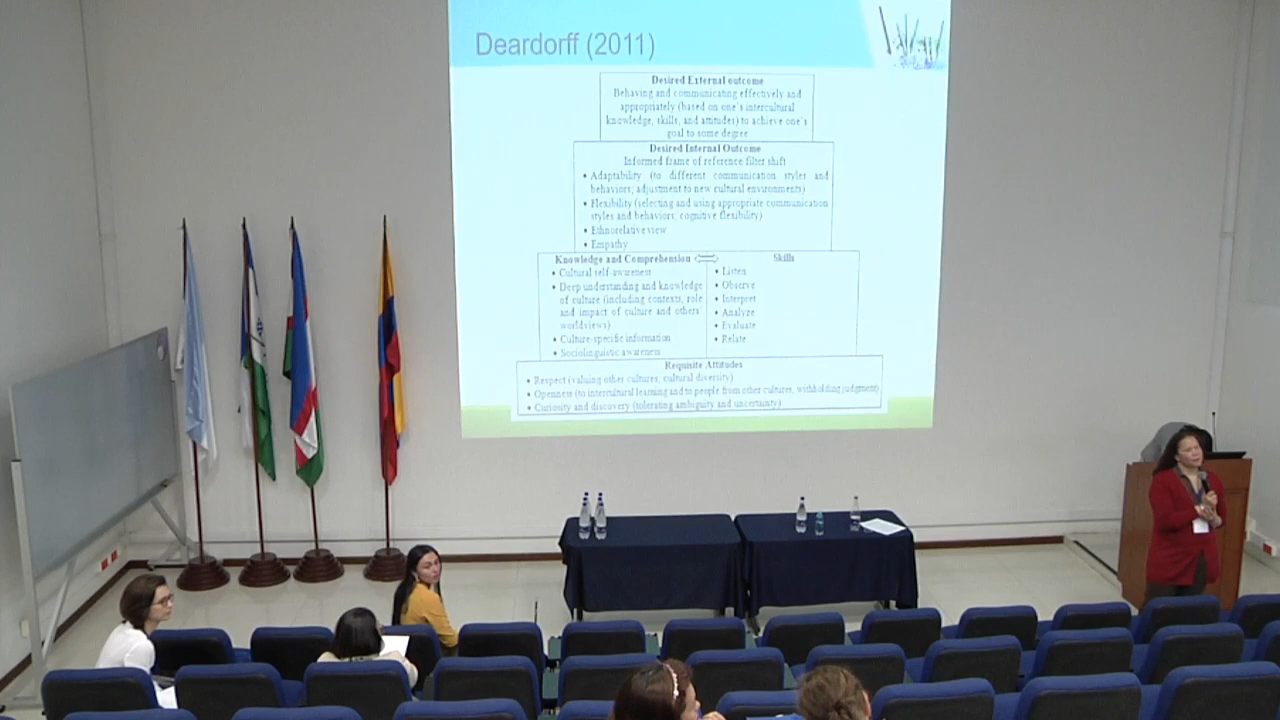 Deardorff (2011)
Desired External outcome
Behaving and communicating effectively and
appropriately (based on one's intercultural
knowledge, skills, and attitudes) to achieve one's
goal to some degree
Desired Internal Outcome
Informed frame of reference filter shift
• Adaptability (to different communication styles and
behaviors; adjustment to new cultural environments)
• Flexibility (selecting and using appropriate communication
styles and behaviors; cognitive flexibility)
• Ethnorelative view
• Empathy
Knowledge and Comprehension
• Cultural self-awareness
• Deep understanding and knowledge
of culture (including contexts, role
and impact of culture and others'
worldviews)
• Culture-specific information
• Sociolinguistic awareness
Skills
• Listen
• Observe
• Interpret
• Analyze
• Evaluate
• Relate
Requisite Attitudes
• Respect (valuing other cultures, cultural diversity)
• Openness (to intercultural learning and to people from other cultures, withholding judgment)
• Curiosity and discovery (tolerating ambiguity and uncertainty)